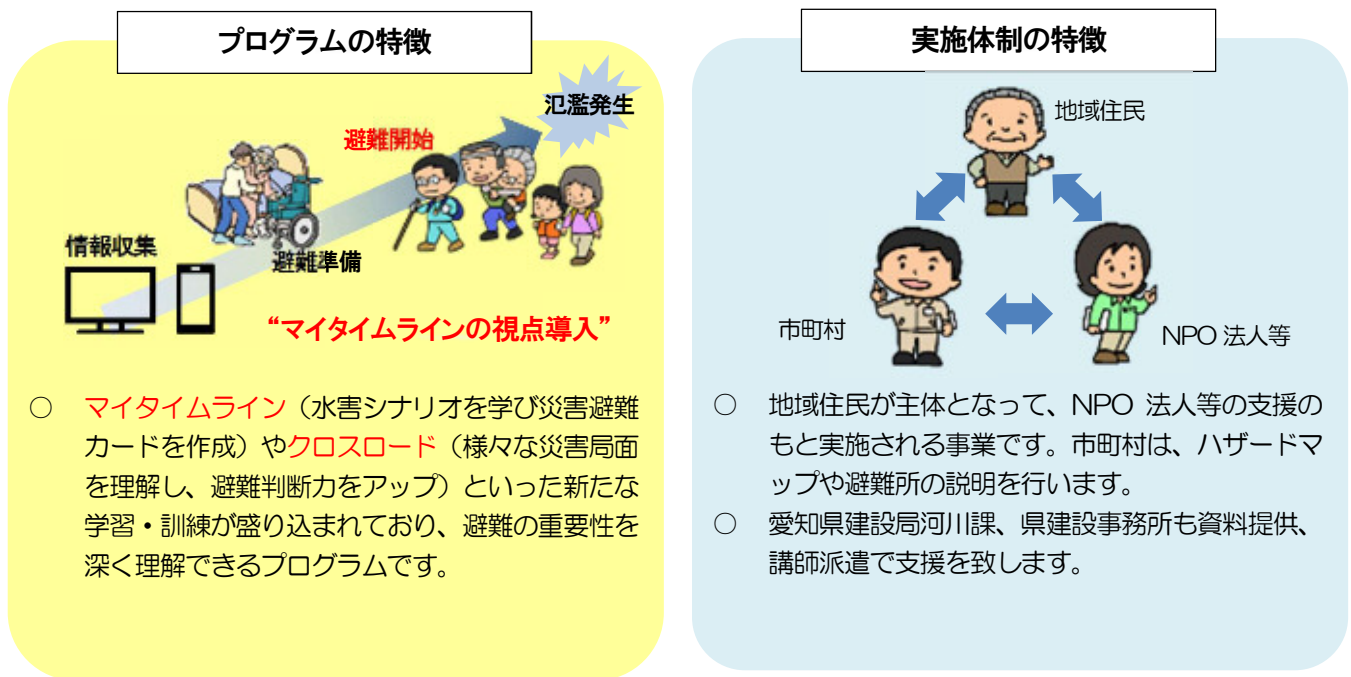 プログラムの特徴
氾濫発生
避難開始
情報収集
避難準備
“マイタイムラインの視点導入”
○ マイタイムライン（水害シナリオを学び災害避難
カードを作成）やクロスロード（様々な災害局面
を理解し、避難判断力をアップ）といった新たな
学習・訓練が盛り込まれており、避難の重要性を
深く理解できるプログラムです。
実施体制の特徴
地域住民
市町村
NPO 法人等
○ 地域住民が主体となって、NPO 法人等の支援の
もと実施される事業です。市町村は、ハザードマ
ップや避難所の説明を行います。
○ 愛知県建設局河川課、県建設事務所も資料提供、
講師派遣で支援を致します。